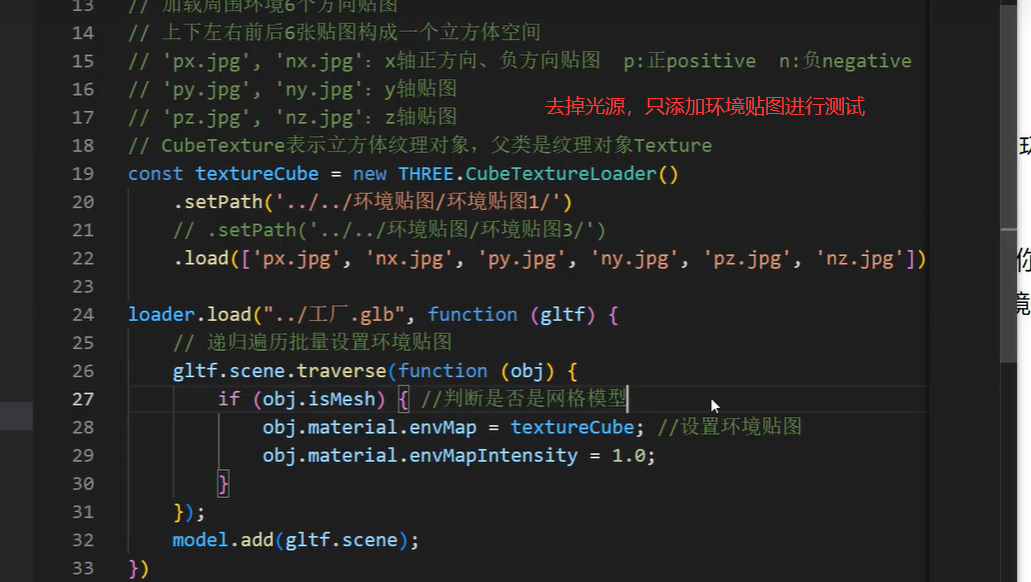 13 // 加载周围环境6个方向贴图
14 // 上下左右前后6张贴图构成一个立方体空间
15 // 'px.jpg', 'nx.jpg'：x轴正方向、负方向贴图  p:正positive  n:负negative
16 // 'py.jpg', 'ny.jpg'：y轴贴图
去掉光源，只添加环境贴图进行测试
17 // 'pz.jpg', 'nz.jpg'：z轴贴图
18 // CubeTexture表示立方体纹理对象，父类是纹理对象Texture
19 const textureCube = new THREE.CubeTextureLoader()
20     .setPath('../../环境贴图/环境贴图1/')
21     // .setPath('../../环境贴图/环境贴图3/')
22     .load(['px.jpg', 'nx.jpg', 'py.jpg', 'ny.jpg', 'pz.jpg', 'nz.jpg'])
23
24 loader.load("../工厂.glb", function (gltf) {
25     // 递归遍历批量设置环境贴图
26     gltf.scene.traverse(function (obj) {
27         if (obj.isMesh) { //判断是否是网格模型
28             obj.material.envMap = textureCube; //设置环境贴图
29             obj.material.envMapIntensity = 1.0;
30         }
31     });
32     model.add(gltf.scene);
33 })